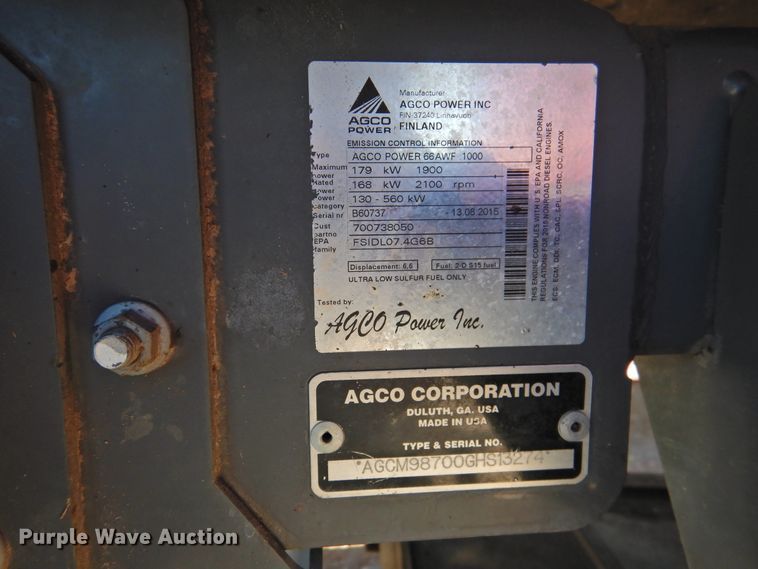 AGCO
POWER
Manufacturer
AGCO POWER INC
FIN-37240 Linnavuori
FINLAND
EMISSION CONTROL INFORMATION
Type AGCO POWER 66AWF 1000
Maximum power 179 kW 1900
Rated power 168 kW 2100 rpm
Power category 130 - 560 kW
Serial nr B60737 - 13.08.2015
Cust partno 700738050
EPA Family FSIDL07.4G6B
Displacement: 6,6 Fuel: 2-D S15 fuel
ULTRA LOW SULFUR FUEL ONLY
Tested by:
AGCO Power Inc.
THIS ENGINE COMPLIES WITH U S EPA AND CALIFORNIA
REGULATIONS FOR 2015 NONROAD DIESEL ENGINES.
ECS: ECM, DDI, TC, CAC, EPL, SCRC, OC, AMOX
AGCO CORPORATION
DULUTH, GA. USA
MADE IN USA
TYPE & SERIAL NO.
*AGCM98700GHS13274*
Purple Wave Auction